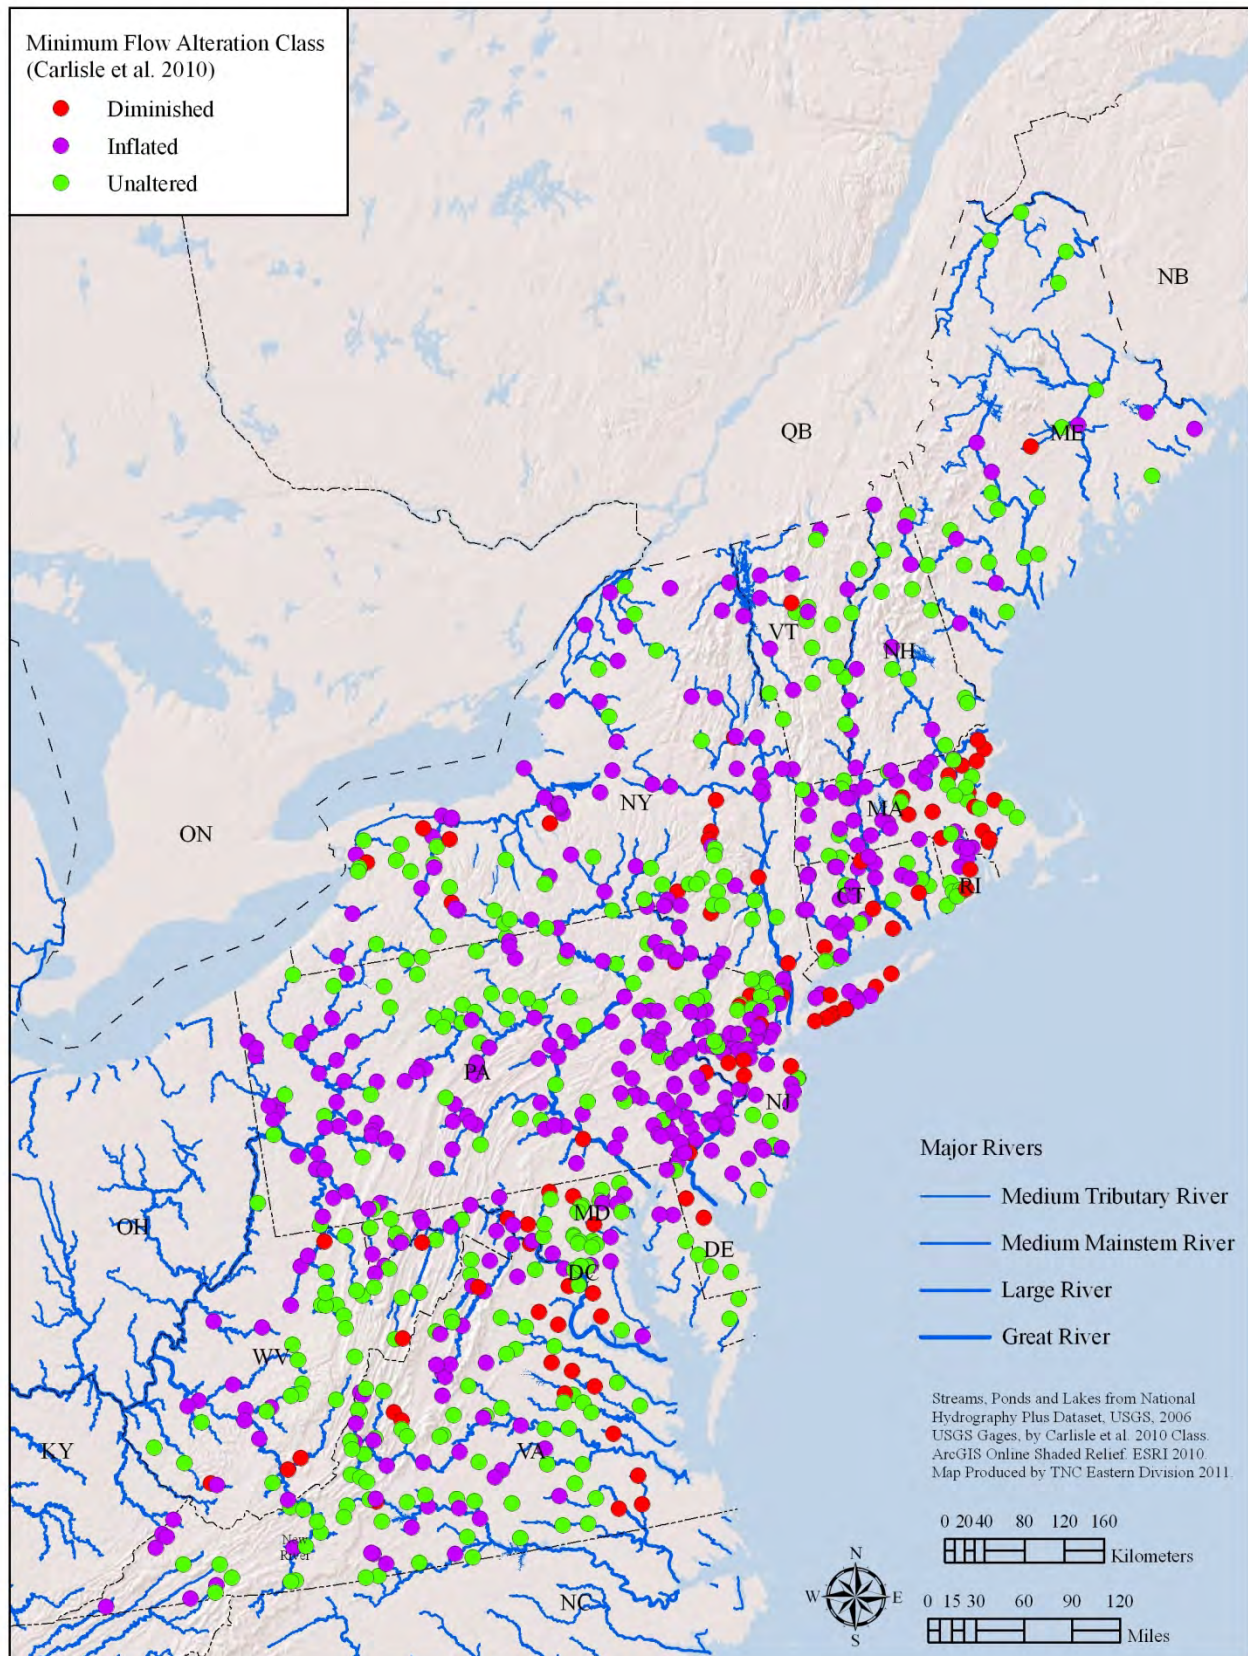 Minimum Flow Alteration Class
(Carlisle et al. 2010)
Diminished
Inflated
Unaltered
NB
QB
ME
VT
NH
NY
MA
ON
CT
RI
PA
NJ
OH
MD
DE
DC
WV
KY
VA
New
River
NC
Major Rivers
Medium Tributary River
Medium Mainstem River
Large River
Great River
Streams, Ponds and Lakes from National
Hydrography Plus Dataset, USGS, 2006
USGS Gages, by Carlisle et al. 2010 Class.
ArcGIS Online Shaded Relief. ESRI 2010.
Map Produced by TNC Eastern Division 2011.
0 20 40 80 120 160
Kilometers
N
W E
S
0 15 30 60 90 120
Miles